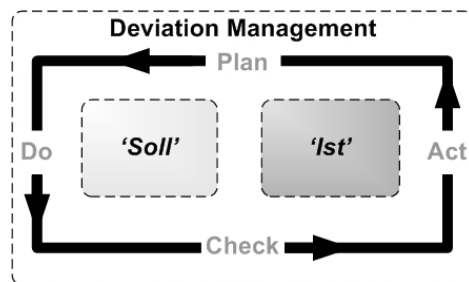 Deviation Management
Plan
Do
‘Soll’
‘Ist’
Act
Check